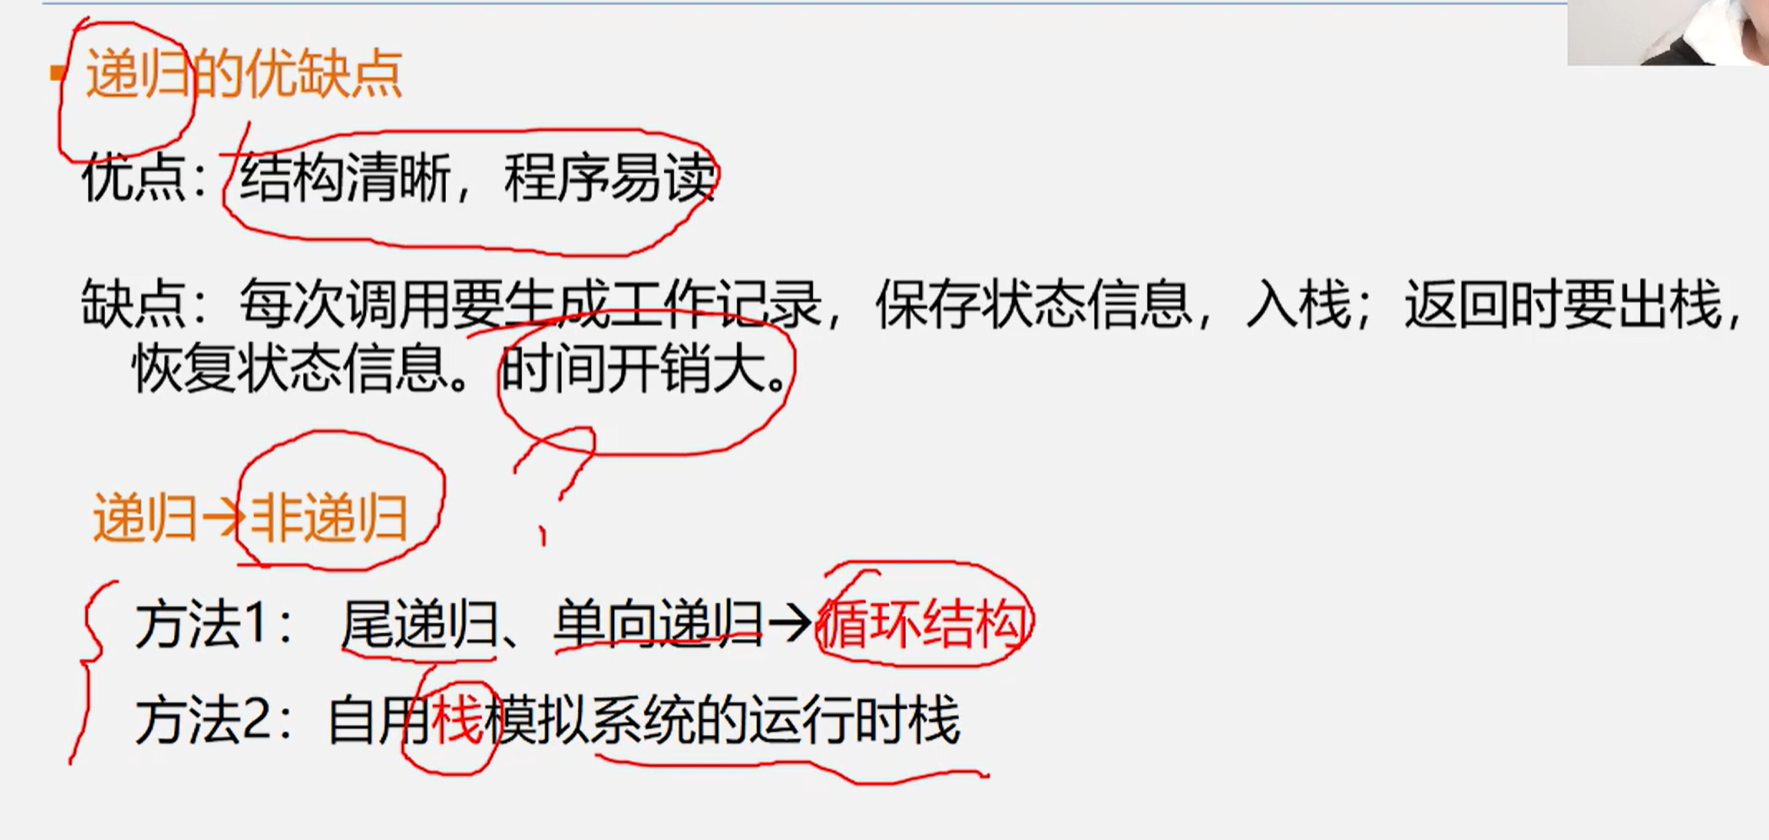 递归的优缺点
优点：结构清晰，程序易读
缺点：每次调用要生成工作记录，保存状态信息，入栈；返回时要出栈，
恢复状态信息。时间开销大。
递归→非递归
方法1： 尾递归、单向递归→循环结构
方法2：自用栈模拟系统的运行时栈